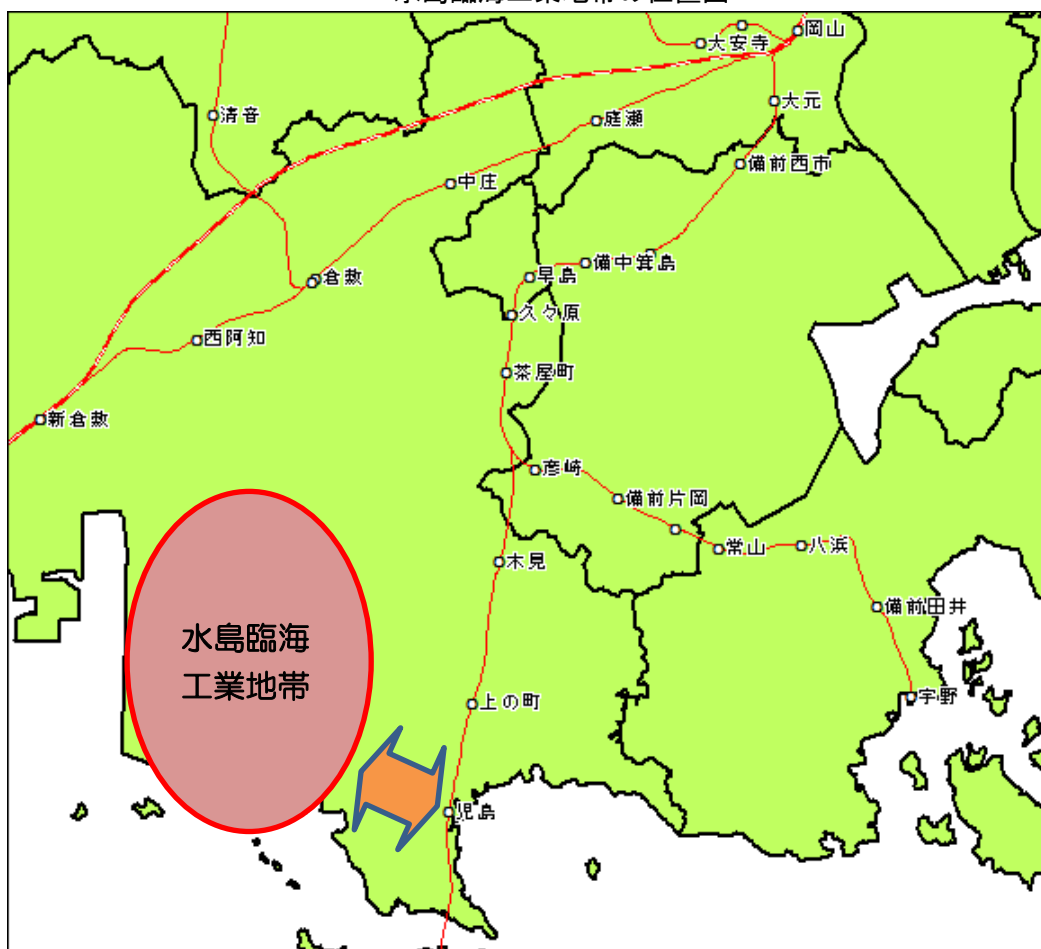 岡山
大安寺
大元
清音
庭瀬
備前西市
中庄
備中箕島
早島
倉敷
久々原
西阿知
茶屋町
新倉敷
彦崎
備前片岡
常山
八浜
木見
備前田井
水島臨海
工業地帯
上の町
宇野
児島